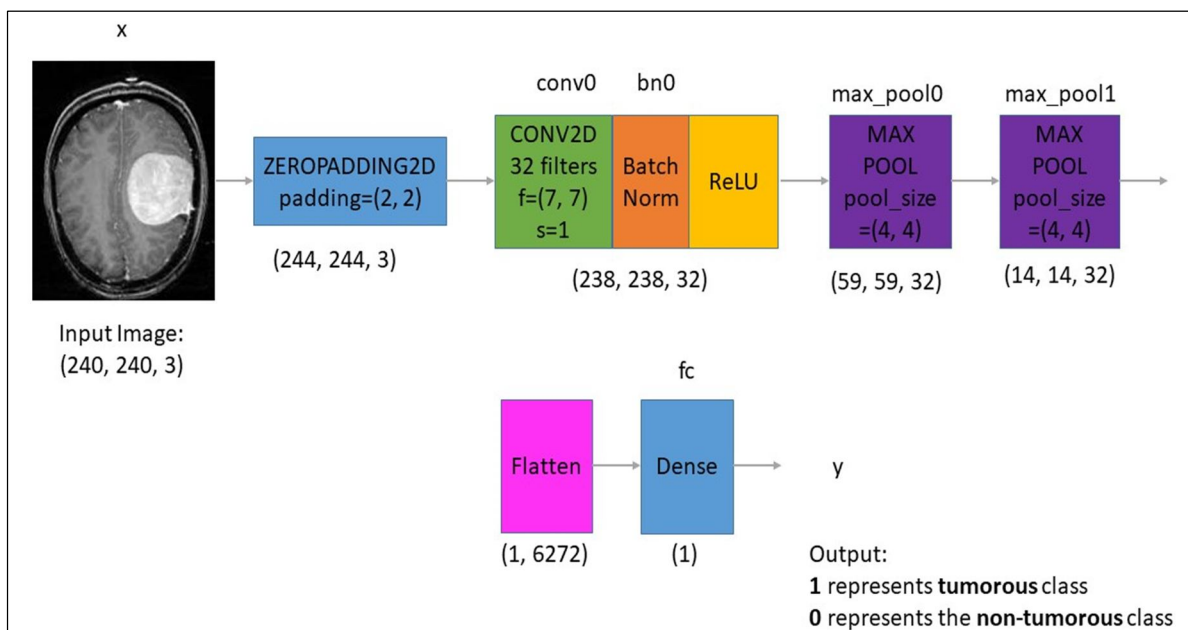 x
Input Image:
(240, 240, 3)
ZEROPADDING2D
padding=(2, 2)
(244, 244, 3)
conv0
CONV2D
32 filters
f=(7, 7)
s=1
bn0
Batch
Norm
ReLU
(238, 238, 32)
max_pool0
MAX
POOL
pool_size
=(4, 4)
(59, 59, 32)
max_pool1
MAX
POOL
pool_size
=(4, 4)
(14, 14, 32)
Flatten
(1, 6272)
fc
Dense
(1)
y
Output:
1 represents tumorous class
0 represents the non-tumorous class